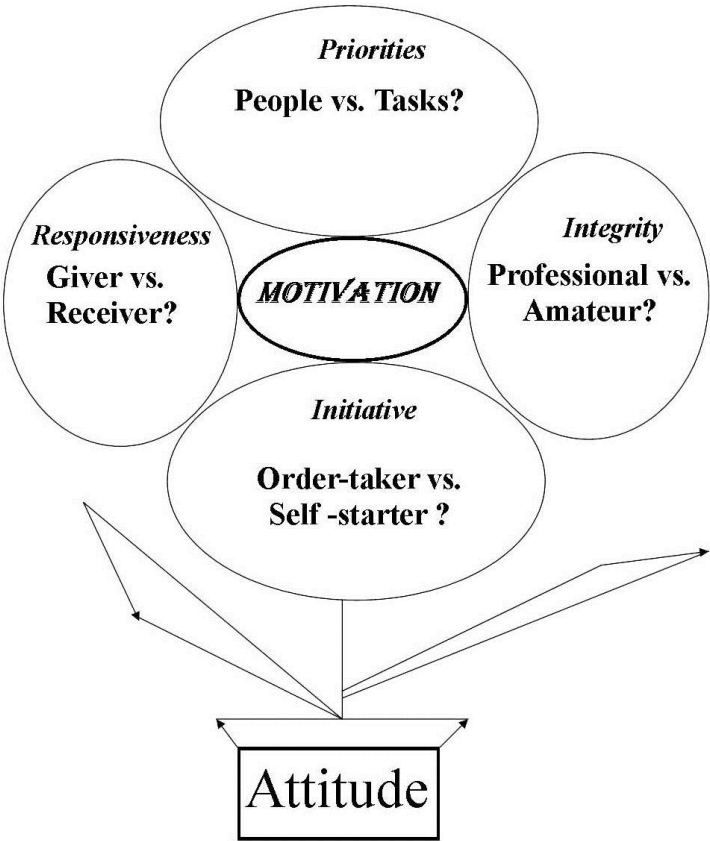 Priorities
People vs. Tasks?
Responsiveness
Giver vs.
Receiver?
MOTIVATION
Integrity
Professional vs.
Amateur?
Initiative
Order-taker vs.
Self -starter ?
Attitude